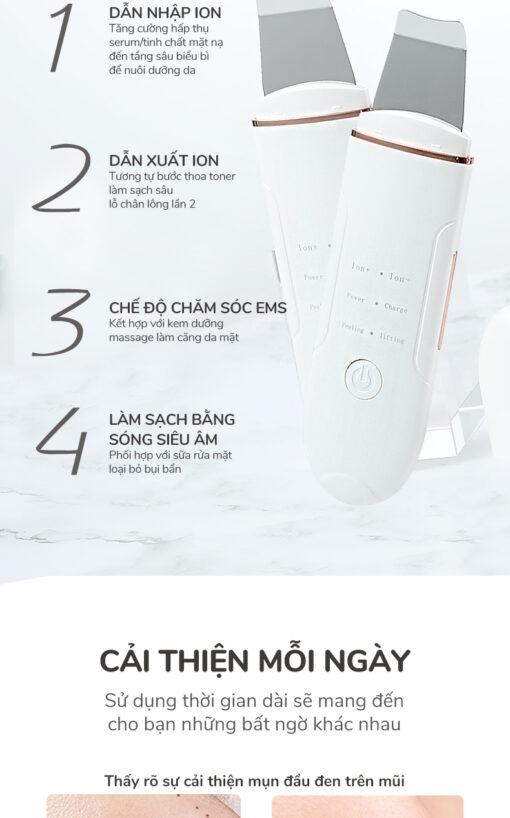 1
DẪN NHẬP ION
Tăng cường hấp thụ
serum/tinh chất mặt nạ
đến tầng sâu biểu bì
để nuôi dưỡng da
2
DẪN XUẤT ION
Tương tự bước thoa toner
làm sạch sâu
lỗ chân lông lần 2
3
CHẾ ĐỘ CHĂM SÓC EMS
Kết hợp với kem dưỡng
massage làm căng da mặt
4
LÀM SẠCH BẰNG
SÓNG SIÊU ÂM
Phối hợp với sữa rửa mặt
loại bỏ bụi bẩn
Ion+
Power
Ion+ • Ion-
Power • Charge
Peeling • lifting
CẢI THIỆN MỖI NGÀY
Sử dụng thời gian dài sẽ mang đến
cho bạn những bất ngờ khác nhau
Thấy rõ sự cải thiện mụn đầu đen trên mũi